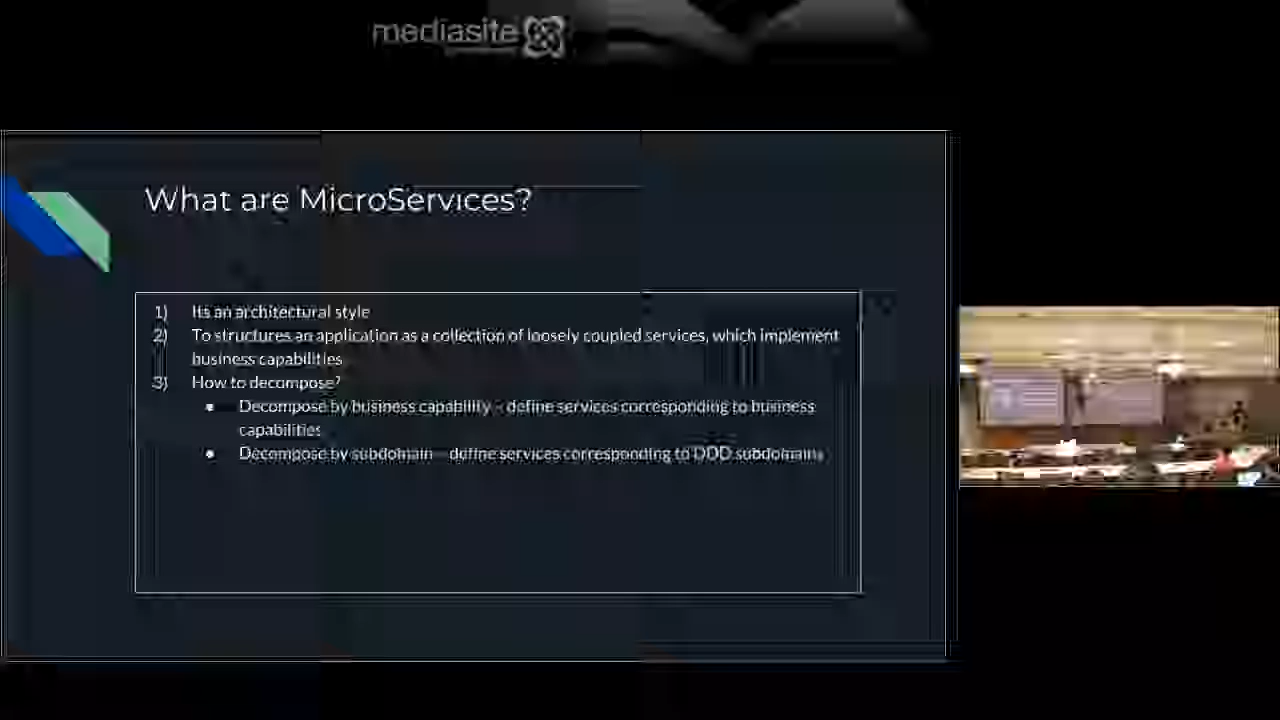 mediasite
What are MicroServices?
1) Its an architectural style
2) To structures an application as a collection of loosely coupled services, which implement
business capabilities
3) How to decompose?
● Decompose by business capability - define services corresponding to business
capabilities
● Decompose by subdomain - define services corresponding to DDD subdomains